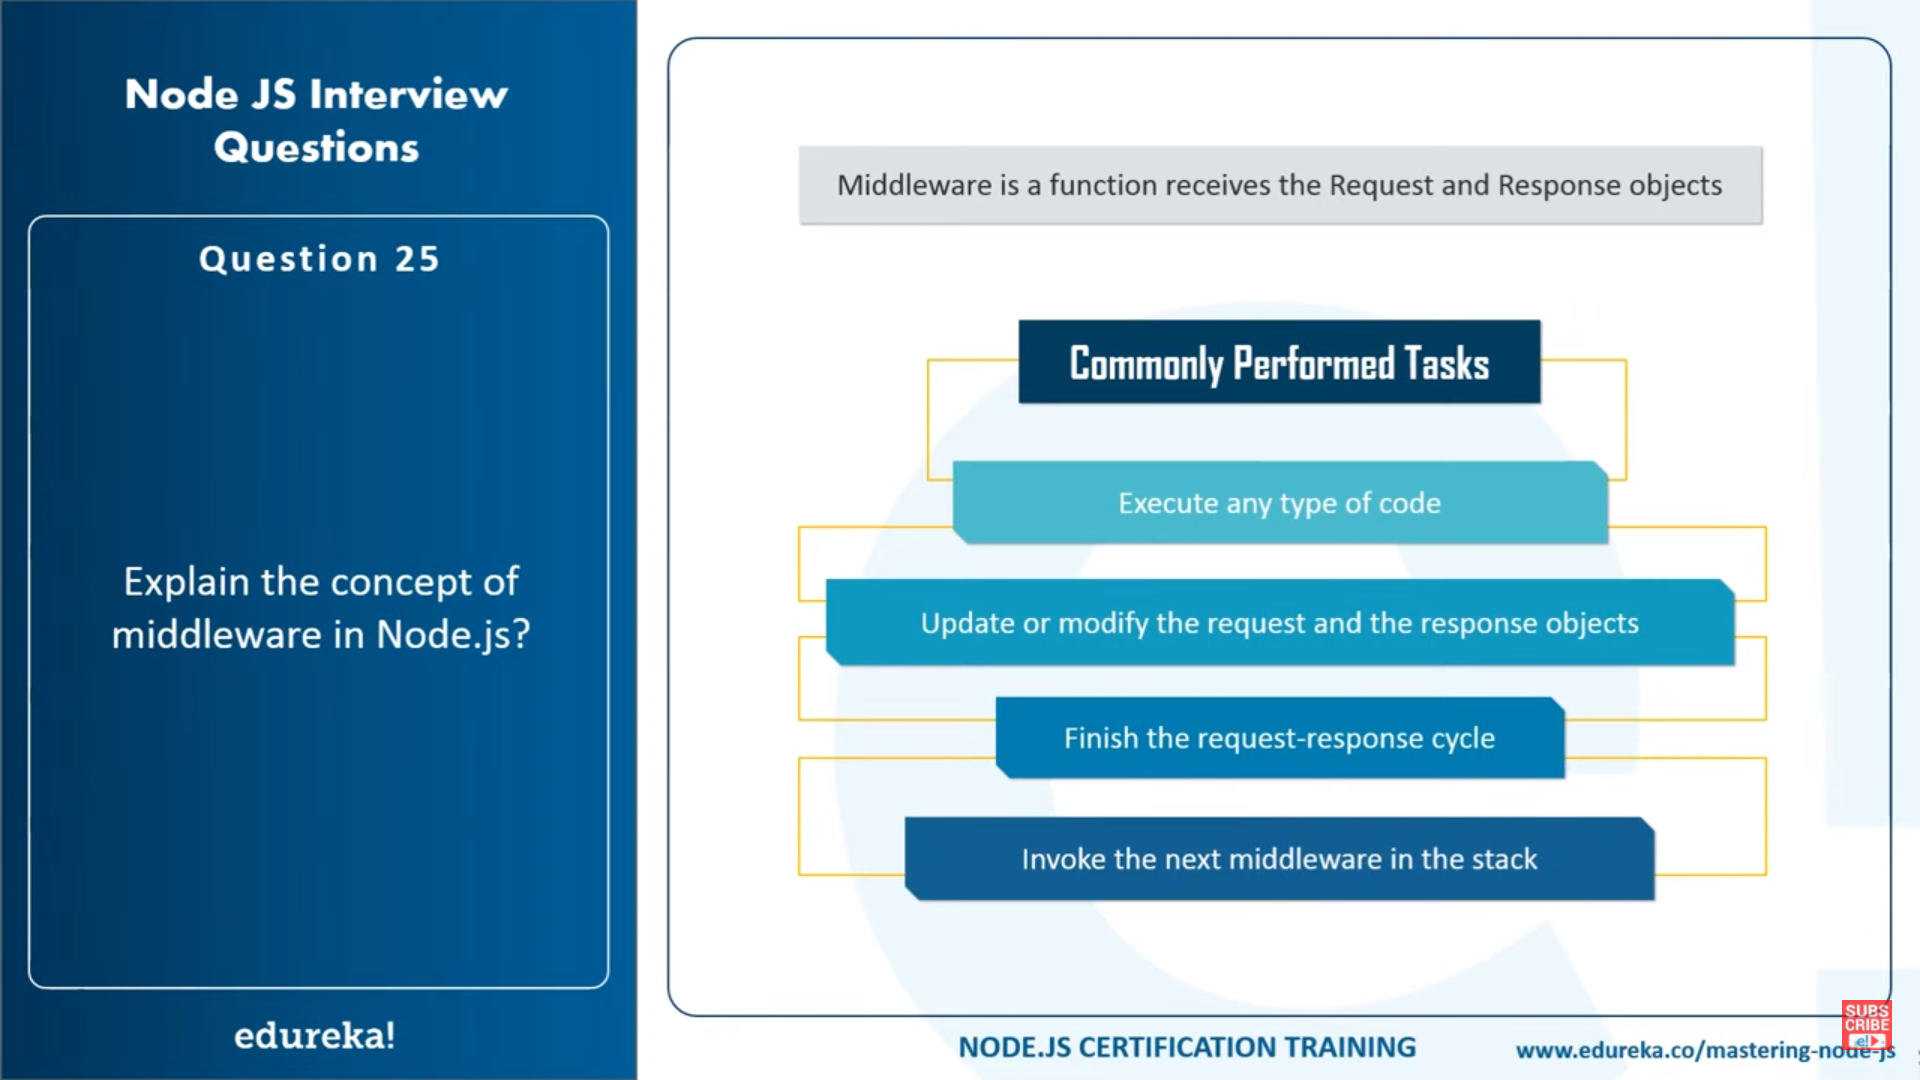 Node JS Interview
Questions
Question 25
Explain the concept of
middleware in Node.js?
edureka!
Middleware is a function receives the Request and Response objects
Commonly Performed Tasks
Execute any type of code
Update or modify the request and the response objects
Finish the request-response cycle
Invoke the next middleware in the stack
NODE.JS CERTIFICATION TRAINING
www.edureka.co/mastering-node-js
SUBS
CRIBE
e!